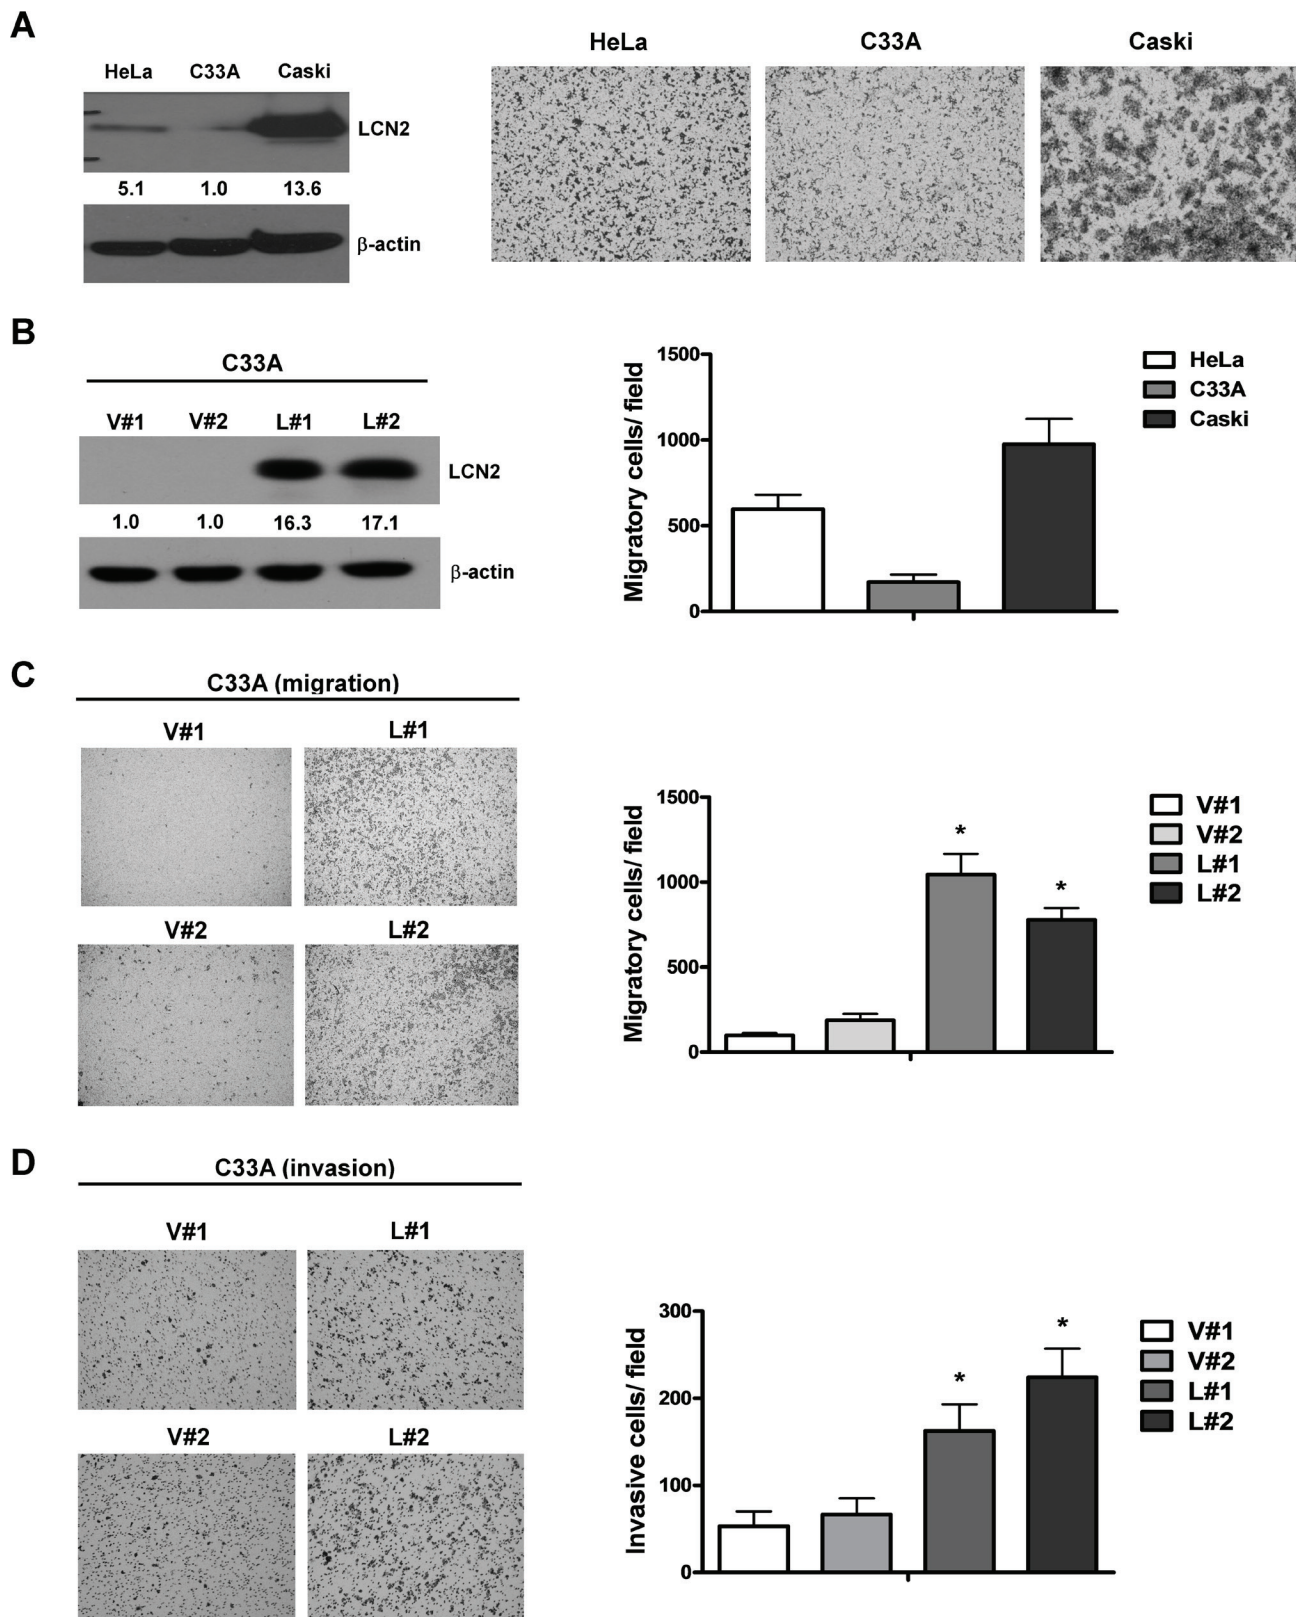 A
HeLa C33A Caski
LCN2
5.1 1.0 13.6
β-actin
HeLa C33A Caski
B
C33A
V#1 V#2 L#1 L#2
LCN2
1.0 1.0 16.3 17.1
β-actin
Migratory cells/ field
1500
1000
500
0
HeLa
C33A
Caski
C
C33A (migration)
V#1 L#1
V#2 L#2
Migratory cells/ field
1500
1000
500
0
* *
V#1
V#2
L#1
L#2
D
C33A (invasion)
V#1 L#1
V#2 L#2
Invasive cells/ field
300
200
100
0
* *
V#1
V#2
L#1
L#2